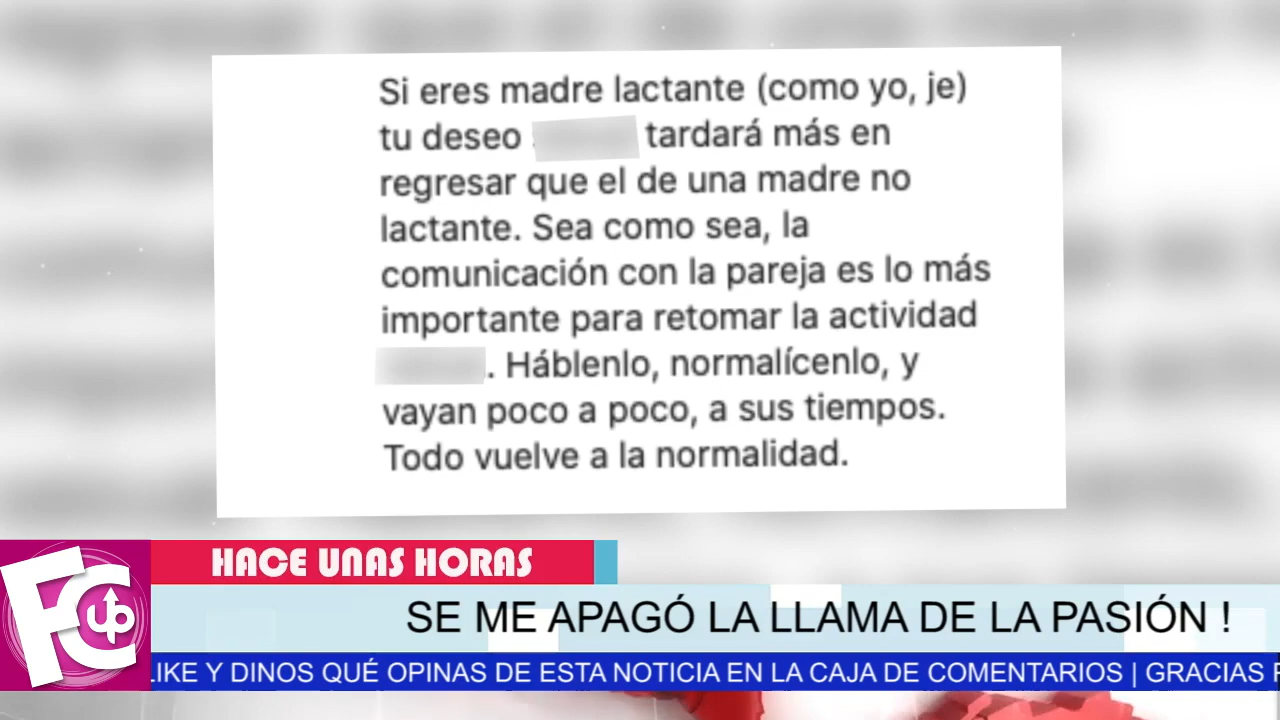 Si eres madre lactante (como yo, je)
tu deseo tardará más en
regresar que el de una madre no
lactante. Sea como sea, la
comunicación con la pareja es lo más
importante para retomar la actividad
. Háblenlo, normalícenlo, y
vayan poco a poco, a sus tiempos.
Todo vuelve a la normalidad.
HACE UNAS HORAS
FC up
SE ME APAGÓ LA LLAMA DE LA PASIÓN !
LIKE Y DINOS QUÉ OPINAS DE ESTA NOTICIA EN LA CAJA DE COMENTARIOS | GRACIAS